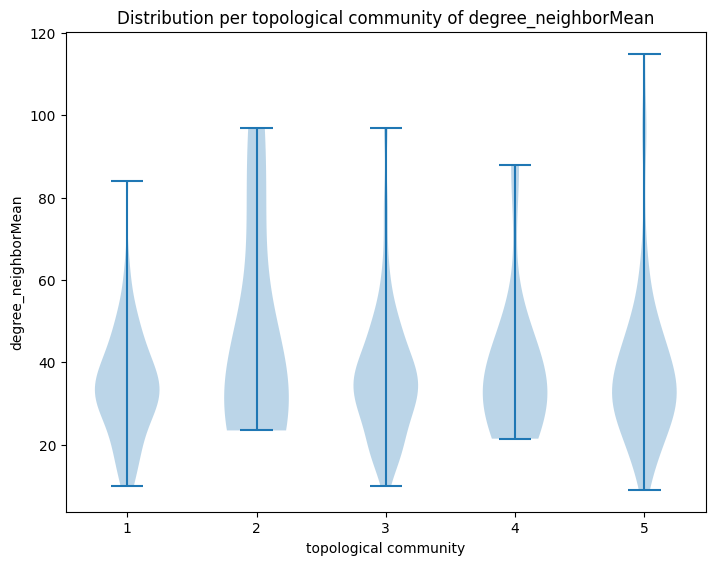 Distribution per topological community of degree_neighborMean
degree_neighborMean
120
100
80
60
40
20
1 2 3 4 5
topological community